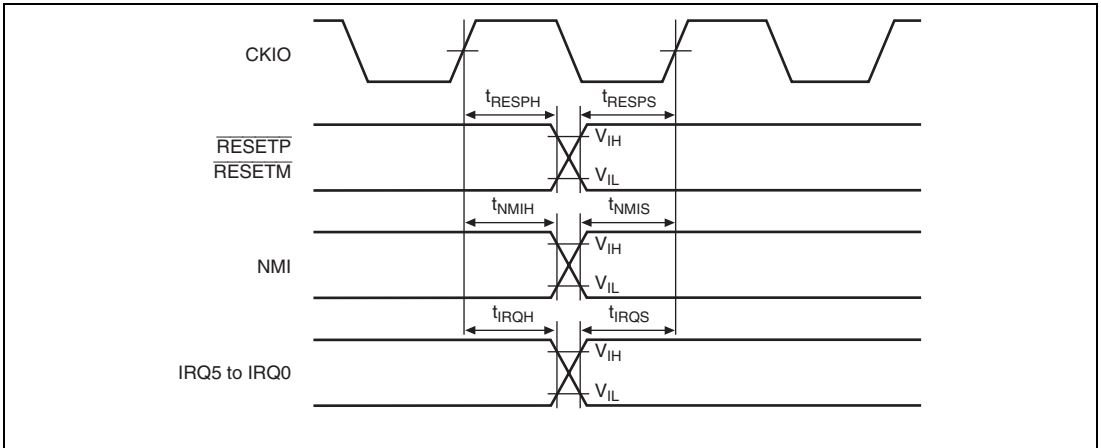 CKIO
tRESPH tRESPS
RESETP
RESETM
VIH
VIL
tNMIH tNMIS
NMI
VIH
VIL
tIRQH tIRQS
IRQ5 to IRQ0
VIH
VIL